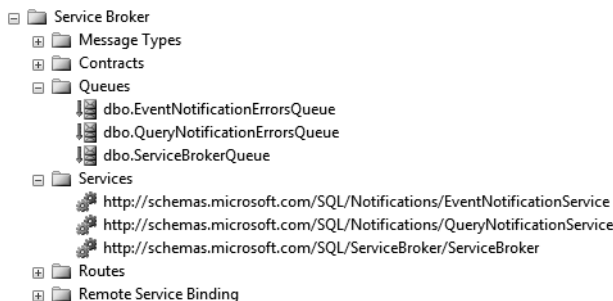 Service Broker
Message Types
Contracts
Queues
dbo.EventNotificationErrorsQueue
dbo.QueryNotificationErrorsQueue
dbo.ServiceBrokerQueue
Services
http://schemas.microsoft.com/SQL/Notifications/EventNotificationService
http://schemas.microsoft.com/SQL/Notifications/QueryNotificationService
http://schemas.microsoft.com/SQL/ServiceBroker/ServiceBroker
Routes
Remote Service Binding